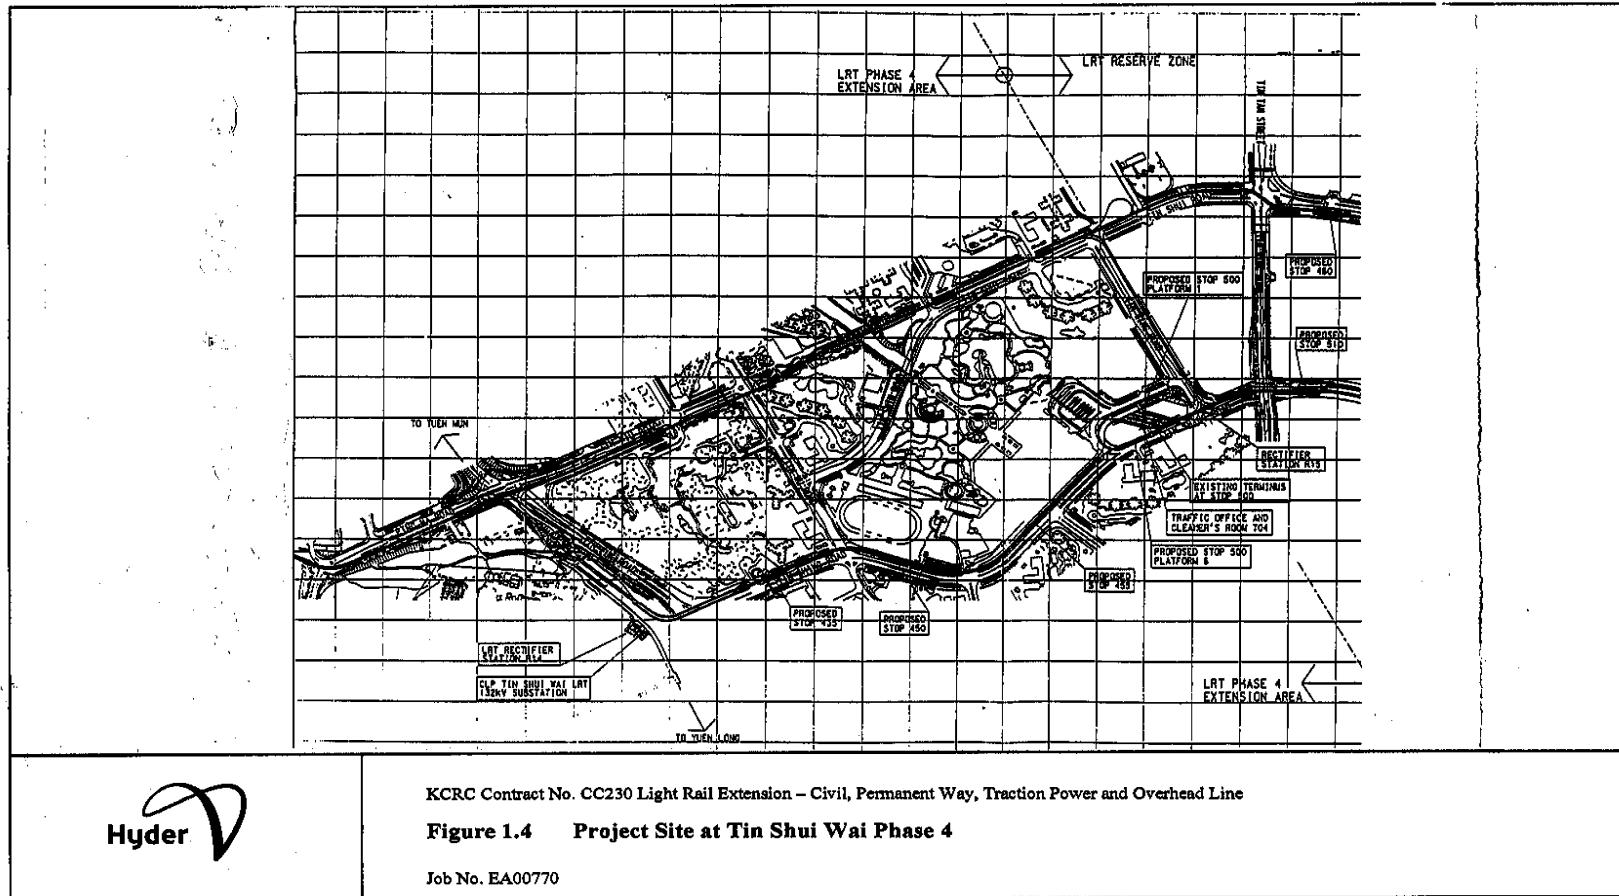 LRT PHASE 4
EXTENSION AREA
LRT RESERVE ZONE
TIN SHUI ROAD
PROPOSED
STOP 460
PROPOSED STOP 500
PLATFORM 1
PROPOSED
STOP 510
TO TUEN MUN
RECTIFIER
STATION R15
EXISTING TERMINUS
AT STOP 500
TRAFFIC OFFICE AND
CLEANER'S ROOM TO4
PROPOSED STOP 500
PLATFORM 6
PROPOSED
STOP 455
PROPOSED
STOP 435
PROPOSED
STOP 450
LRT RECTIFIER
STATION R14
CLP TIN SHUI WAI LRT
132KV SUBSTATION
LRT PHASE 4
EXTENSION AREA
TO YUEN LONG
Hyder
KCRC Contract No. CC230 Light Rail Extension – Civil, Permanent Way, Traction Power and Overhead Line
Figure 1.4 Project Site at Tin Shui Wai Phase 4
Job No. EA00770